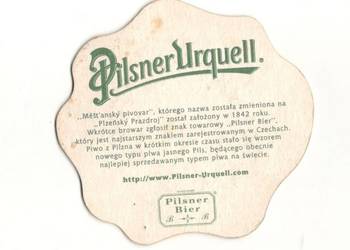 Pilsner Urquell.
„Měšťanský pivovar", którego nazwa została zmieniona na
„Plzeňský Prazdroj" został założony w 1842 roku.
Wkrótce browar zgłosił znak towarowy „Pilsner Bier",
który jest najstarszym znakiem zarejestrowanym w Czechach.
Piwo z Pilzna w krótkim okresie czasu stało się wzorem
nowego typu piwa jasnego Pils, będącego obecnie
najlepiej sprzedawanym typem piwa na świecie.
http://www.Pilsner-Urquell.com
Pilsner
Bier
B B